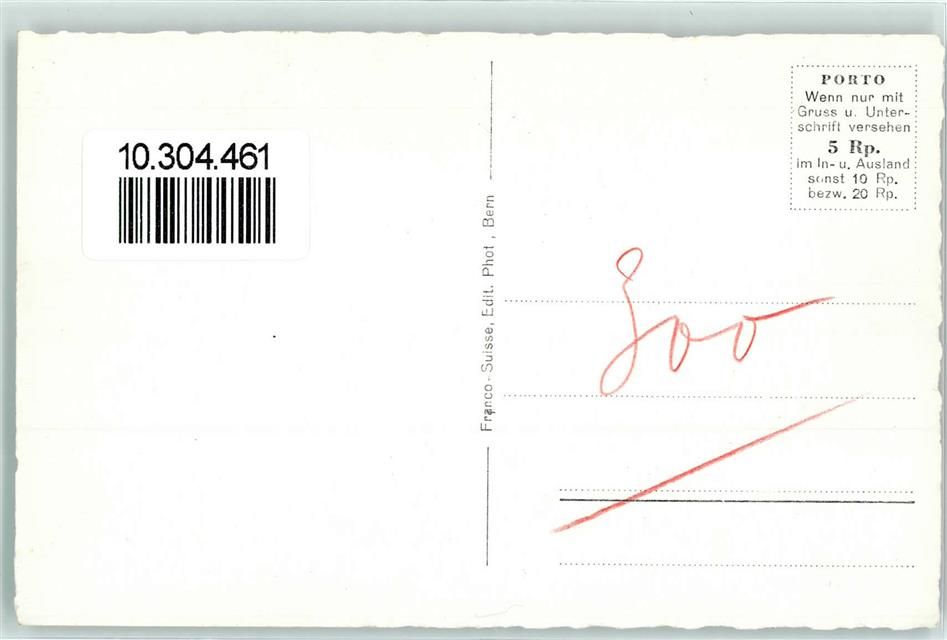 10.304.461
PORTO
Wenn nur mit
Gruss u. Unter-
schrift versehen
5 Rp.
im In- u. Ausland
sonst 10 Rp.
bezw. 20 Rp.
Franco-Suisse, Edit. Phot, Bern
Zoo